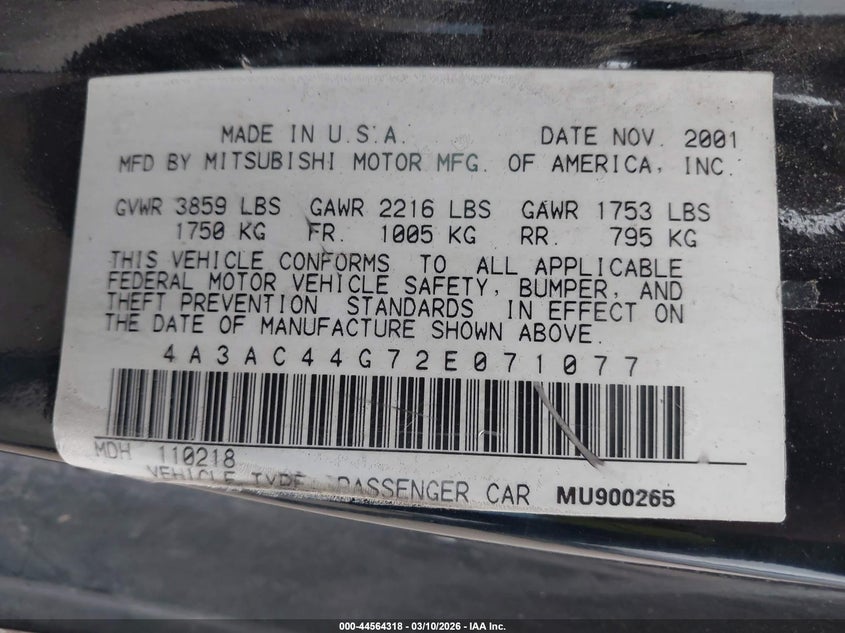 MADE IN U.S.A. DATE NOV. 2001
MFD BY MITSUBISHI MOTOR MFG. OF AMERICA, INC.
GVWR 3859 LBS GAWR 2216 LBS GAWR 1753 LBS
1750 KG FR. 1005 KG RR. 795 KG
THIS VEHICLE CONFORMS TO ALL APPLICABLE
FEDERAL MOTOR VEHICLE SAFETY, BUMPER, AND
THEFT PREVENTION STANDARDS IN EFFECT ON
THE DATE OF MANUFACTURE SHOWN ABOVE.
4A3AC44G72E071077
MDH 110218
VEHICLE TYPE: PASSENGER CAR MU900265
000-44564318 — 03/10/2026 — IAA Inc.